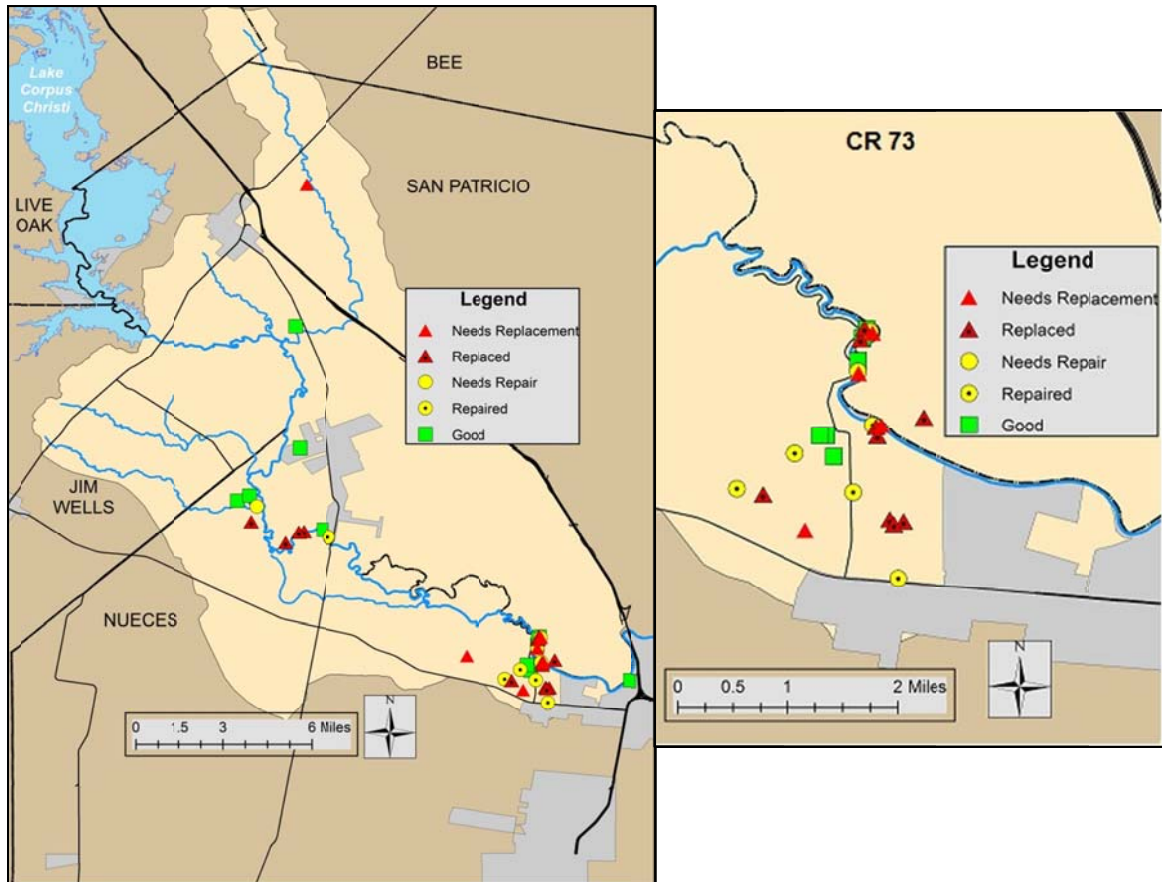 BEE
Lake
Corpus
Christi
SAN PATRICIO
LIVE
OAK
Legend
Needs Replacement
Replaced
Needs Repair
Repaired
Good
JIM
WELLS
NUECES
N
0 1.5 3 6 Miles
CR 73
Legend
Needs Replacement
Replaced
Needs Repair
Repaired
Good
N
0 0.5 1 2 Miles